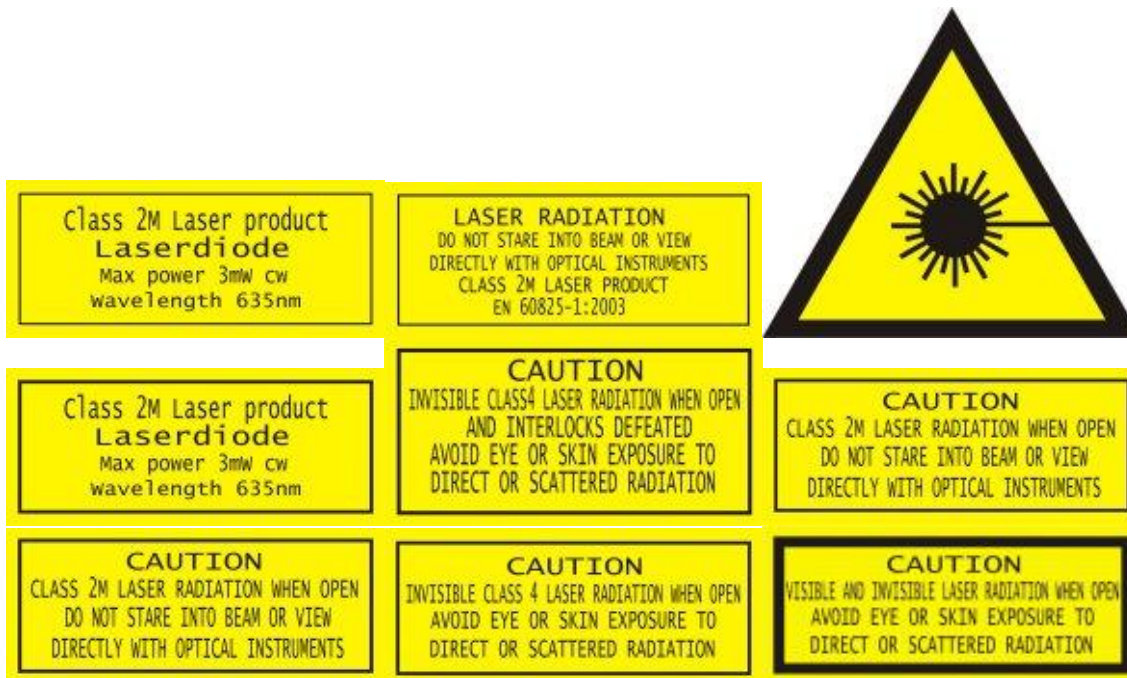 Class 2M Laser product
Laserdiode
Max power 3mW cw
Wavelength 635nm
LASER RADIATION
DO NOT STARE INTO BEAM OR VIEW
DIRECTLY WITH OPTICAL INSTRUMENTS
CLASS 2M LASER PRODUCT
EN 60825-1:2003
Class 2M Laser product
Laserdiode
Max power 3mW cw
Wavelength 635nm
CAUTION
INVISIBLE CLASS4 LASER RADIATION WHEN OPEN
AND INTERLOCKS DEFEATED
AVOID EYE OR SKIN EXPOSURE TO
DIRECT OR SCATTERED RADIATION
CAUTION
CLASS 2M LASER RADIATION WHEN OPEN
DO NOT STARE INTO BEAM OR VIEW
DIRECTLY WITH OPTICAL INSTRUMENTS
CAUTION
CLASS 2M LASER RADIATION WHEN OPEN
DO NOT STARE INTO BEAM OR VIEW
DIRECTLY WITH OPTICAL INSTRUMENTS
CAUTION
INVISIBLE CLASS 4 LASER RADIATION WHEN OPEN
AVOID EYE OR SKIN EXPOSURE TO
DIRECT OR SCATTERED RADIATION
CAUTION
VISIBLE AND INVISIBLE LASER RADIATION WHEN OPEN
AVOID EYE OR SKIN EXPOSURE TO
DIRECT OR SCATTERED RADIATION